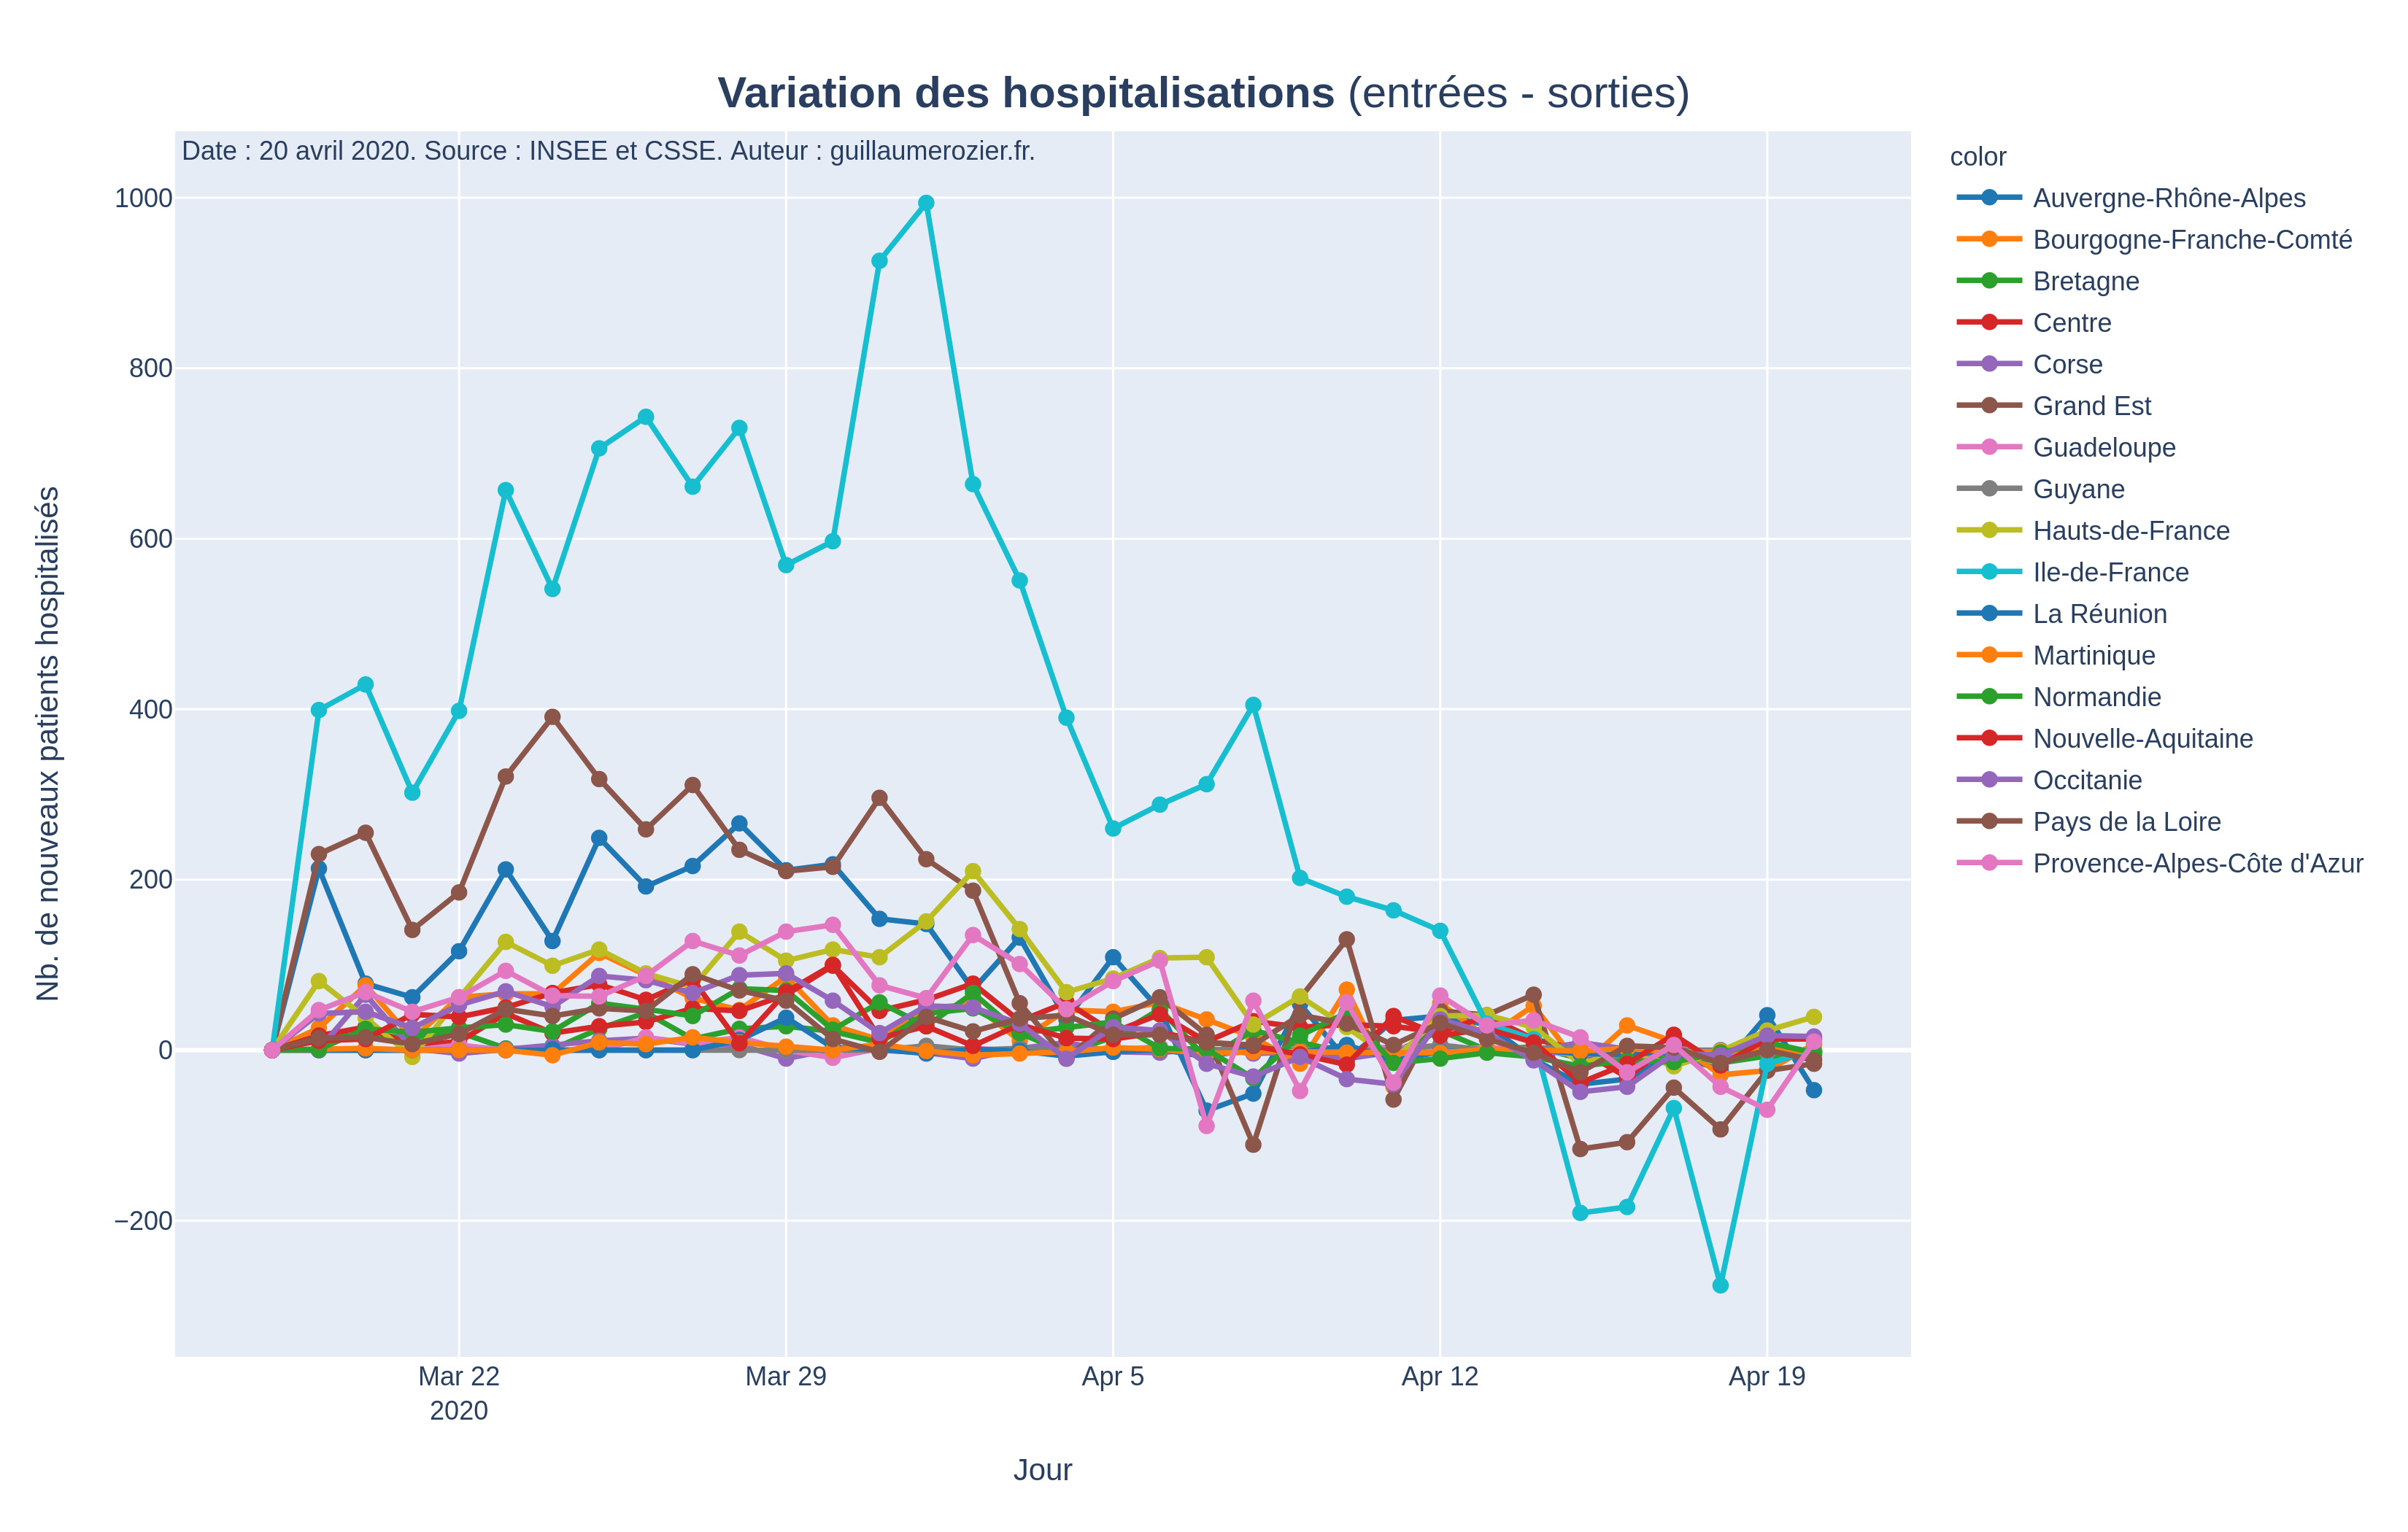 Variation des hospitalisations (entrées - sorties)
Date : 20 avril 2020. Source : INSEE et CSSE. Auteur : guillaumerozier.fr.
1000
800
600
400
200
0
−200
Nb. de nouveaux patients hospitalisés
Mar 22
2020
Mar 29
Apr 5
Apr 12
Apr 19
Jour
color
Auvergne-Rhône-Alpes
Bourgogne-Franche-Comté
Bretagne
Centre
Corse
Grand Est
Guadeloupe
Guyane
Hauts-de-France
Ile-de-France
La Réunion
Martinique
Normandie
Nouvelle-Aquitaine
Occitanie
Pays de la Loire
Provence-Alpes-Côte d'Azur